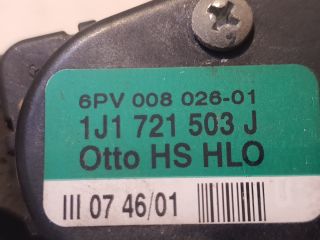 6PV 008 026-01
1J1 721 503 J
Otto HS HLO
III 07 46/01